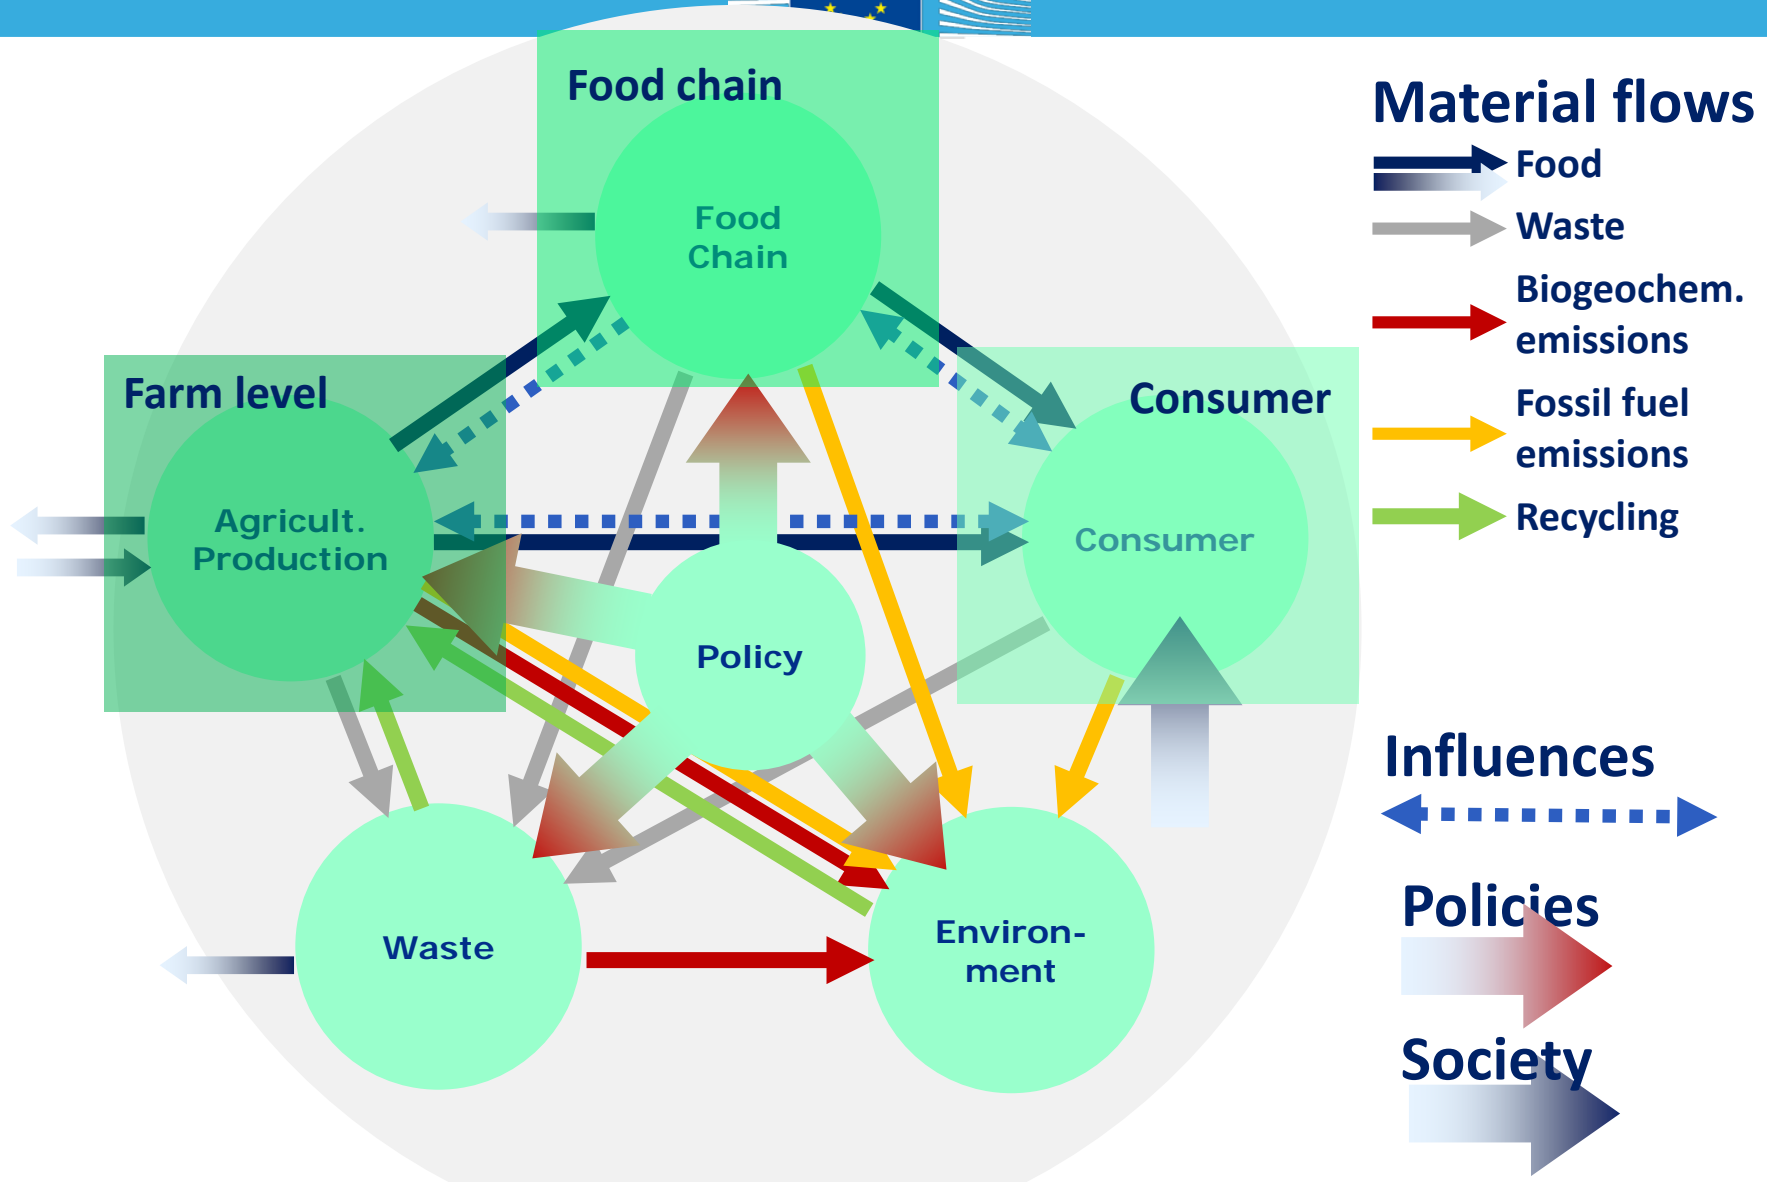 Food chain
Food
Chain
Farm level
Agricult.
Production
Consumer
Consumer
Policy
Waste
Environ-
ment
Material flows
Food
Waste
Biogeochem.
emissions
Fossil fuel
emissions
Recycling
Influences
Policies
Society